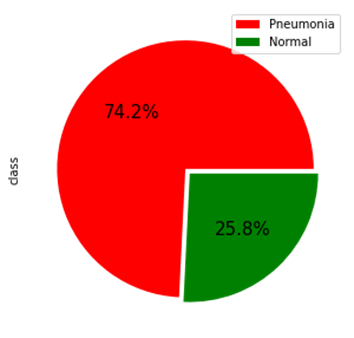 Pneumonia
Normal
74.2%
class
25.8%